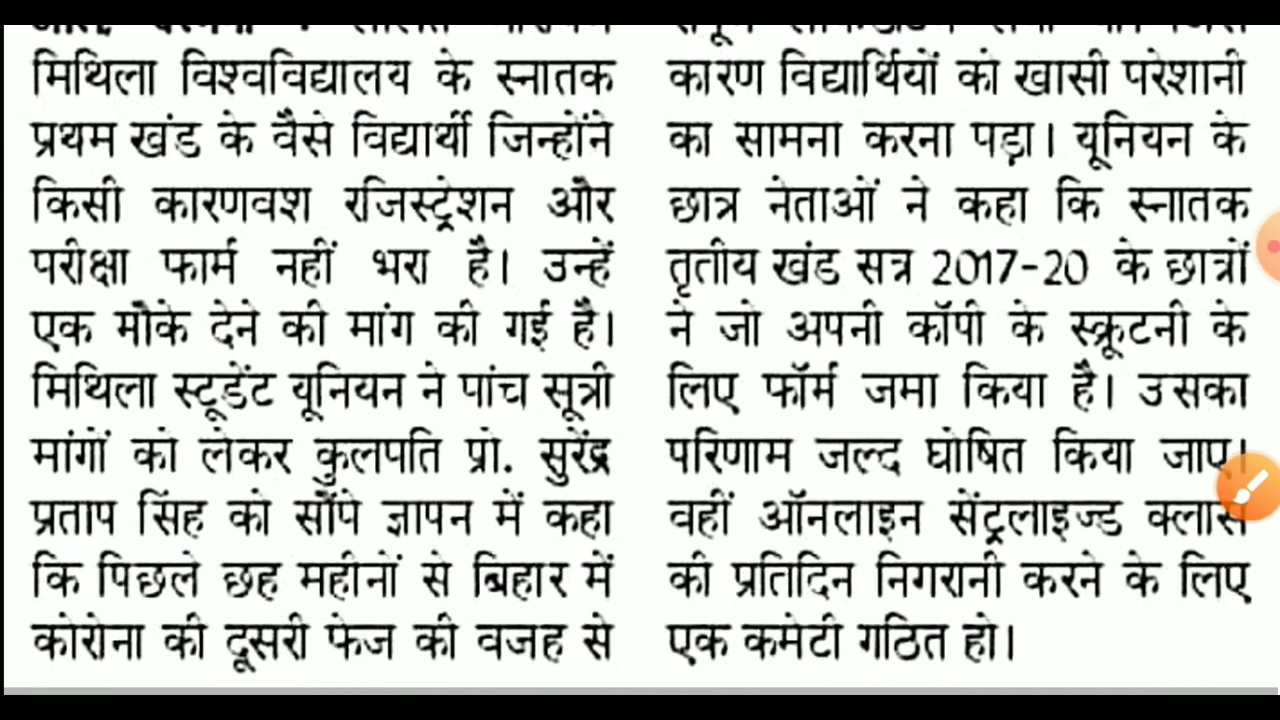 मिथिला विश्वविद्यालय के स्नातक
प्रथम खंड के वैसे विद्यार्थी जिन्होंने
किसी कारणवश रजिस्ट्रेशन और
परीक्षा फार्म नहीं भरा है। उन्हें
एक मौके देने की मांग की गई है।
मिथिला स्टूडेंट यूनियन ने पांच सूत्री
मांगों को लेकर कुलपति प्रो. सुरेंद्र
प्रताप सिंह को सौंपे ज्ञापन में कहा
कि पिछले छह महीनों से बिहार में
कोरोना की दूसरी फेज की वजह से
कारण विद्यार्थियों को खासी परेशानी
का सामना करना पड़ा। यूनियन के
छात्र नेताओं ने कहा कि स्नातक
तृतीय खंड सत्र 2017-20 के छात्रों
ने जो अपनी कॉपी के स्क्रूटनी के
लिए फॉर्म जमा किया है। उसका
परिणाम जल्द घोषित किया जाए।
वहीं ऑनलाइन सेंट्रलाइज्ड क्लास
की प्रतिदिन निगरानी करने के लिए
एक कमेटी गठित हो।